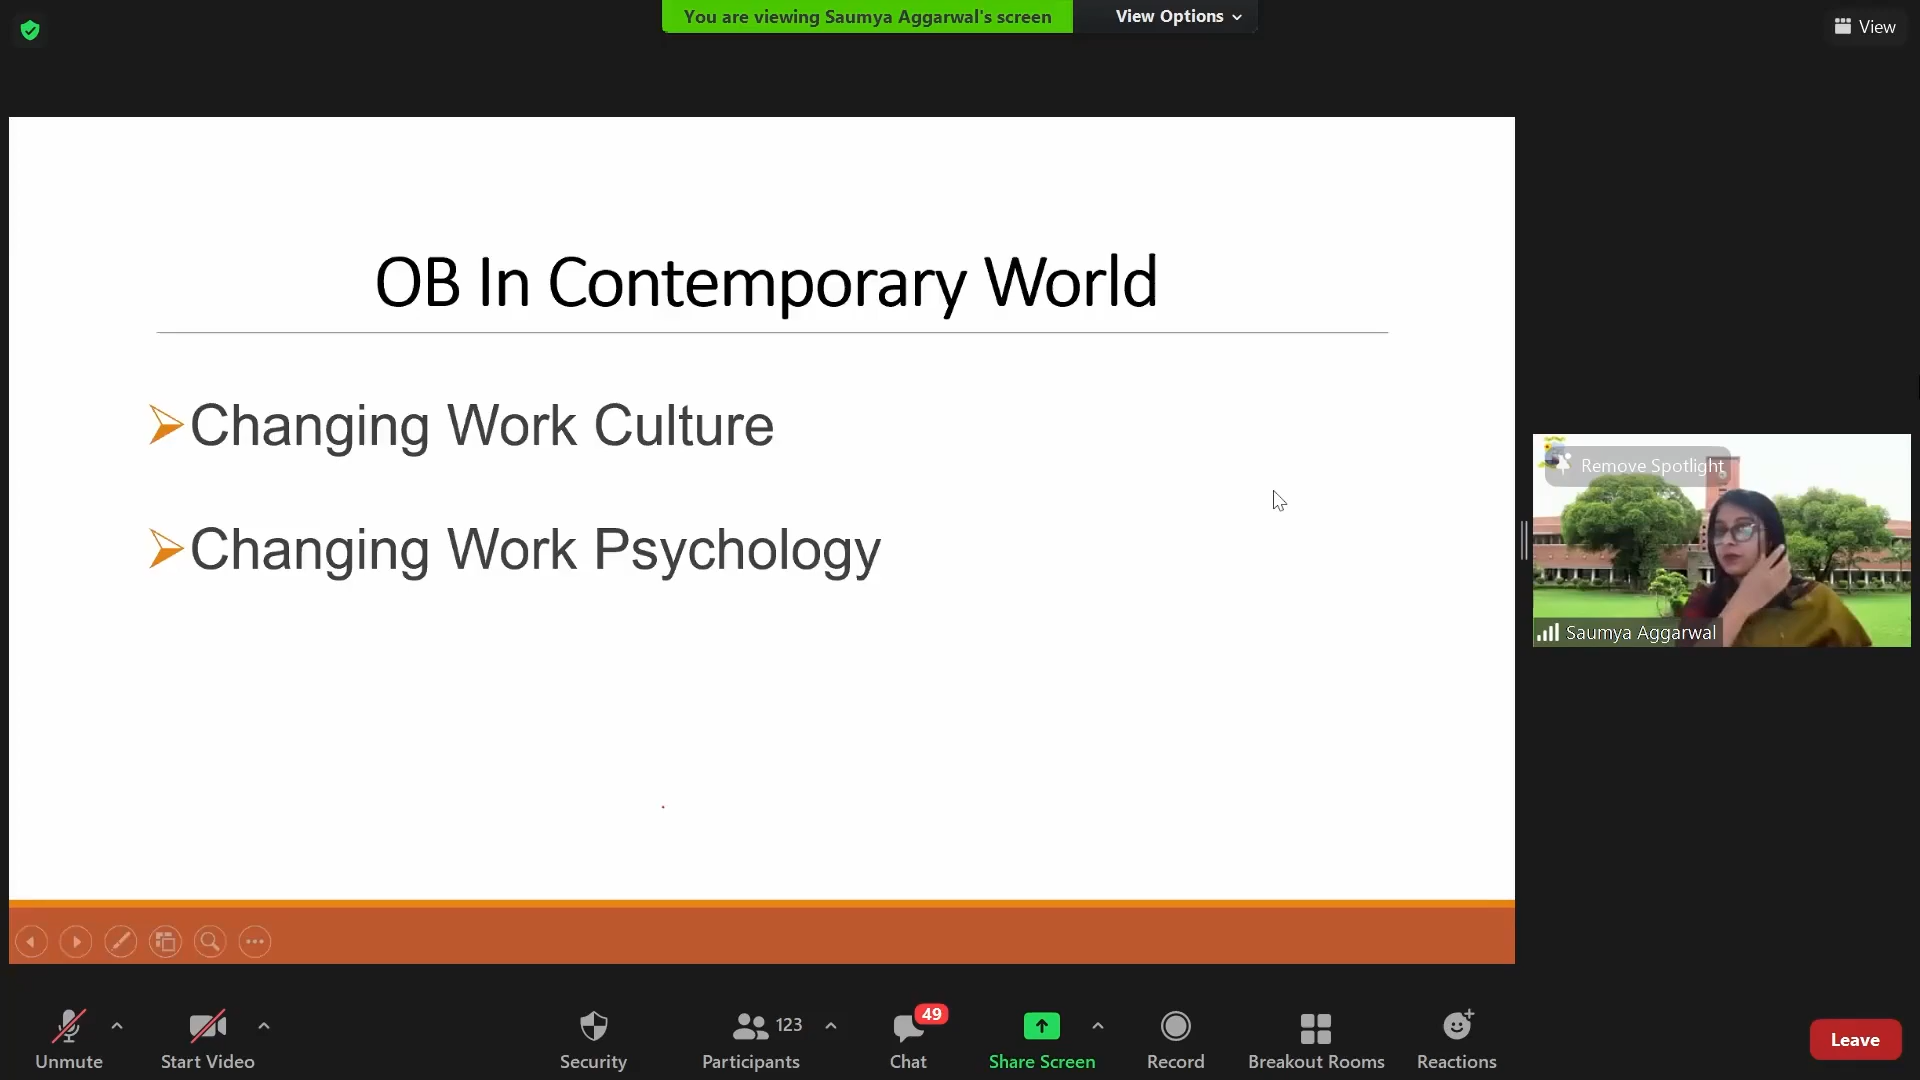 You are viewing Saumya Aggarwal's screen
View Options
View
OB In Contemporary World
Changing Work Culture
Changing Work Psychology
Remove Spotlight
Saumya Aggarwal
123
49
Unmute
Start Video
Security
Participants
Chat
Share Screen
Record
Breakout Rooms
Reactions
Leave